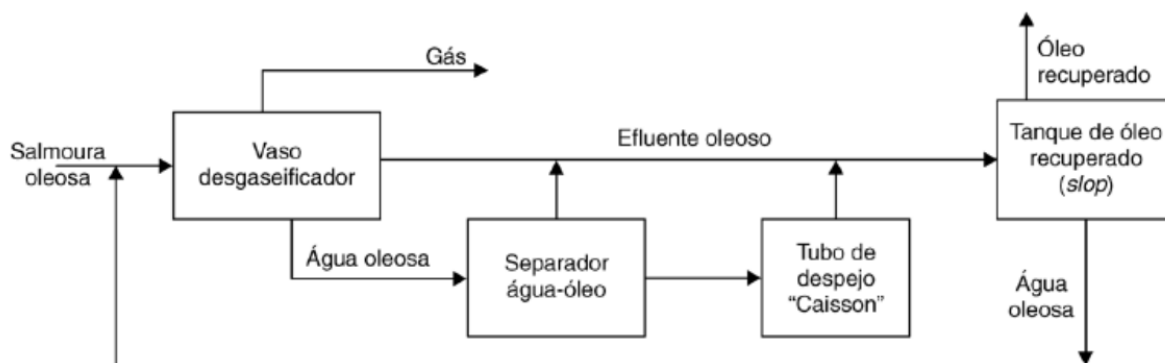 Gás
Óleo
recuperado
Salmoura
oleosa
Vaso
desgaseificador
Efluente oleoso
Tanque de óleo
recuperado
(slop)
Água oleosa
Separador
água-óleo
Tubo de
despejo
“Caisson”
Água
oleosa